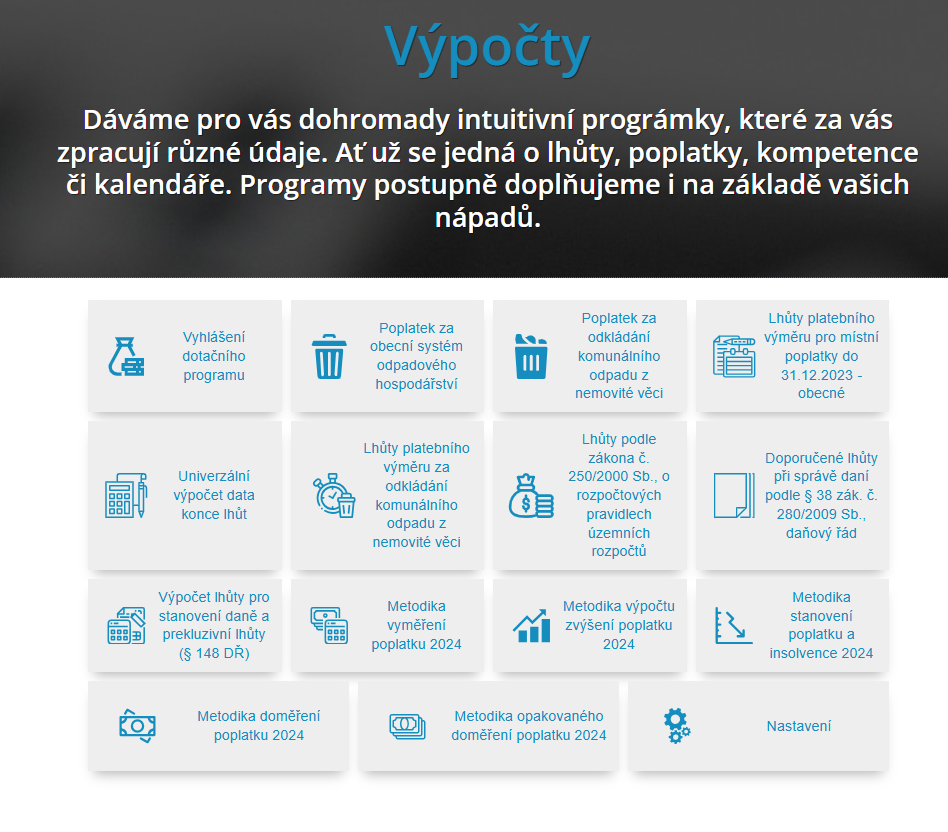 Výpočty
Dáváme pro vás dohromady intuitivní prográmky, které za vás
zpracují různé údaje. Ať už se jedná o lhůty, poplatky, kompetence
či kalendáře. Programy postupně doplňujeme i na základě vašich
nápadů.
Vyhlášení
dotačního
programu
Poplatek za
obecní systém
odpadového
hospodářství
Poplatek za
odkládání
komunálního
odpadu z
nemovité věci
Lhůty platebního
výměru pro místní
poplatky do
31.12.2023 -
obecné
Univerzální
výpočet data
konce lhůt
Lhůty platebního
výměru za
odkládání
komunálního
odpadu z
nemovité věci
Lhůty podle
zákona č.
250/2000 Sb., o
rozpočtových
pravidlech
územních
rozpočtů
Doporučené lhůty
při správě daní
podle § 38 zák. č.
280/2009 Sb.,
daňový řád
Výpočet lhůty pro
stanovení daně a
prekluzivní lhůty
(§ 148 DŘ)
Metodika
vyměření
poplatku 2024
Metodika výpočtu
zvýšení poplatku
2024
Metodika
stanovení
poplatku a
insolvence 2024
Metodika doměření
poplatku 2024
Metodika opakovaného
doměření poplatku 2024
Nastavení